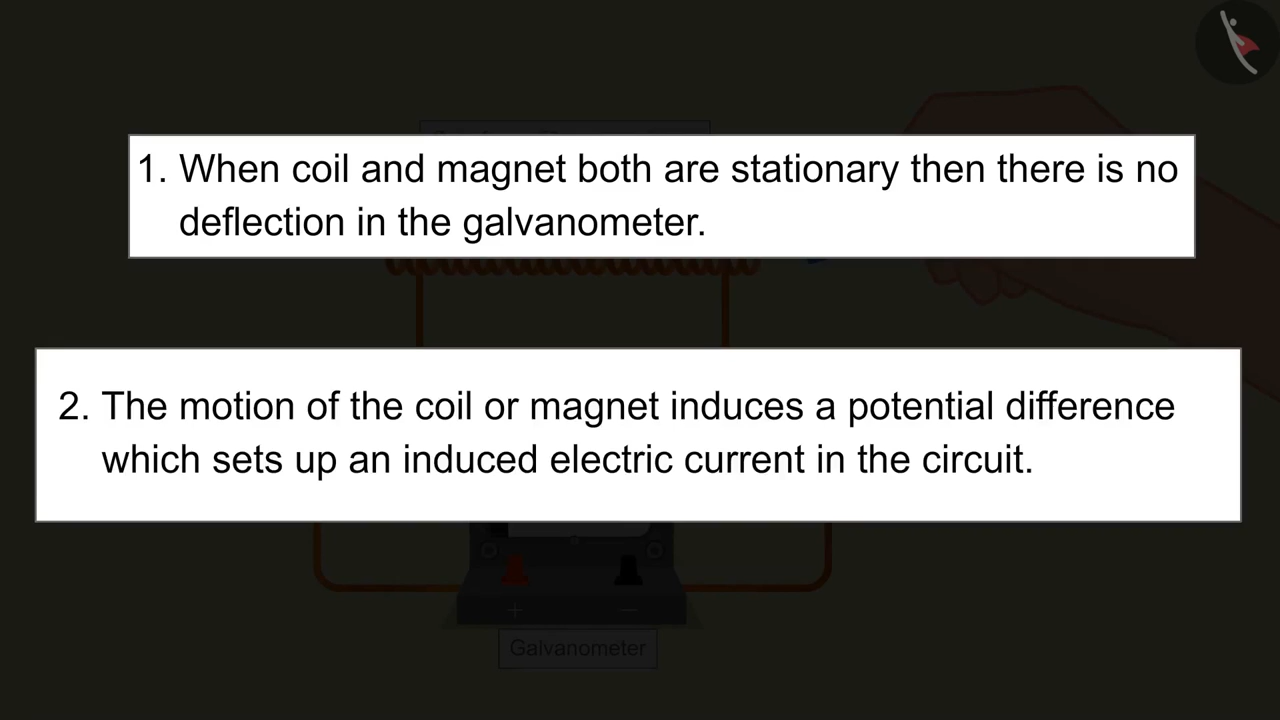 1. When coil and magnet both are stationary then there is no
deflection in the galvanometer.
2. The motion of the coil or magnet induces a potential difference
which sets up an induced electric current in the circuit.
+ −
Galvanometer